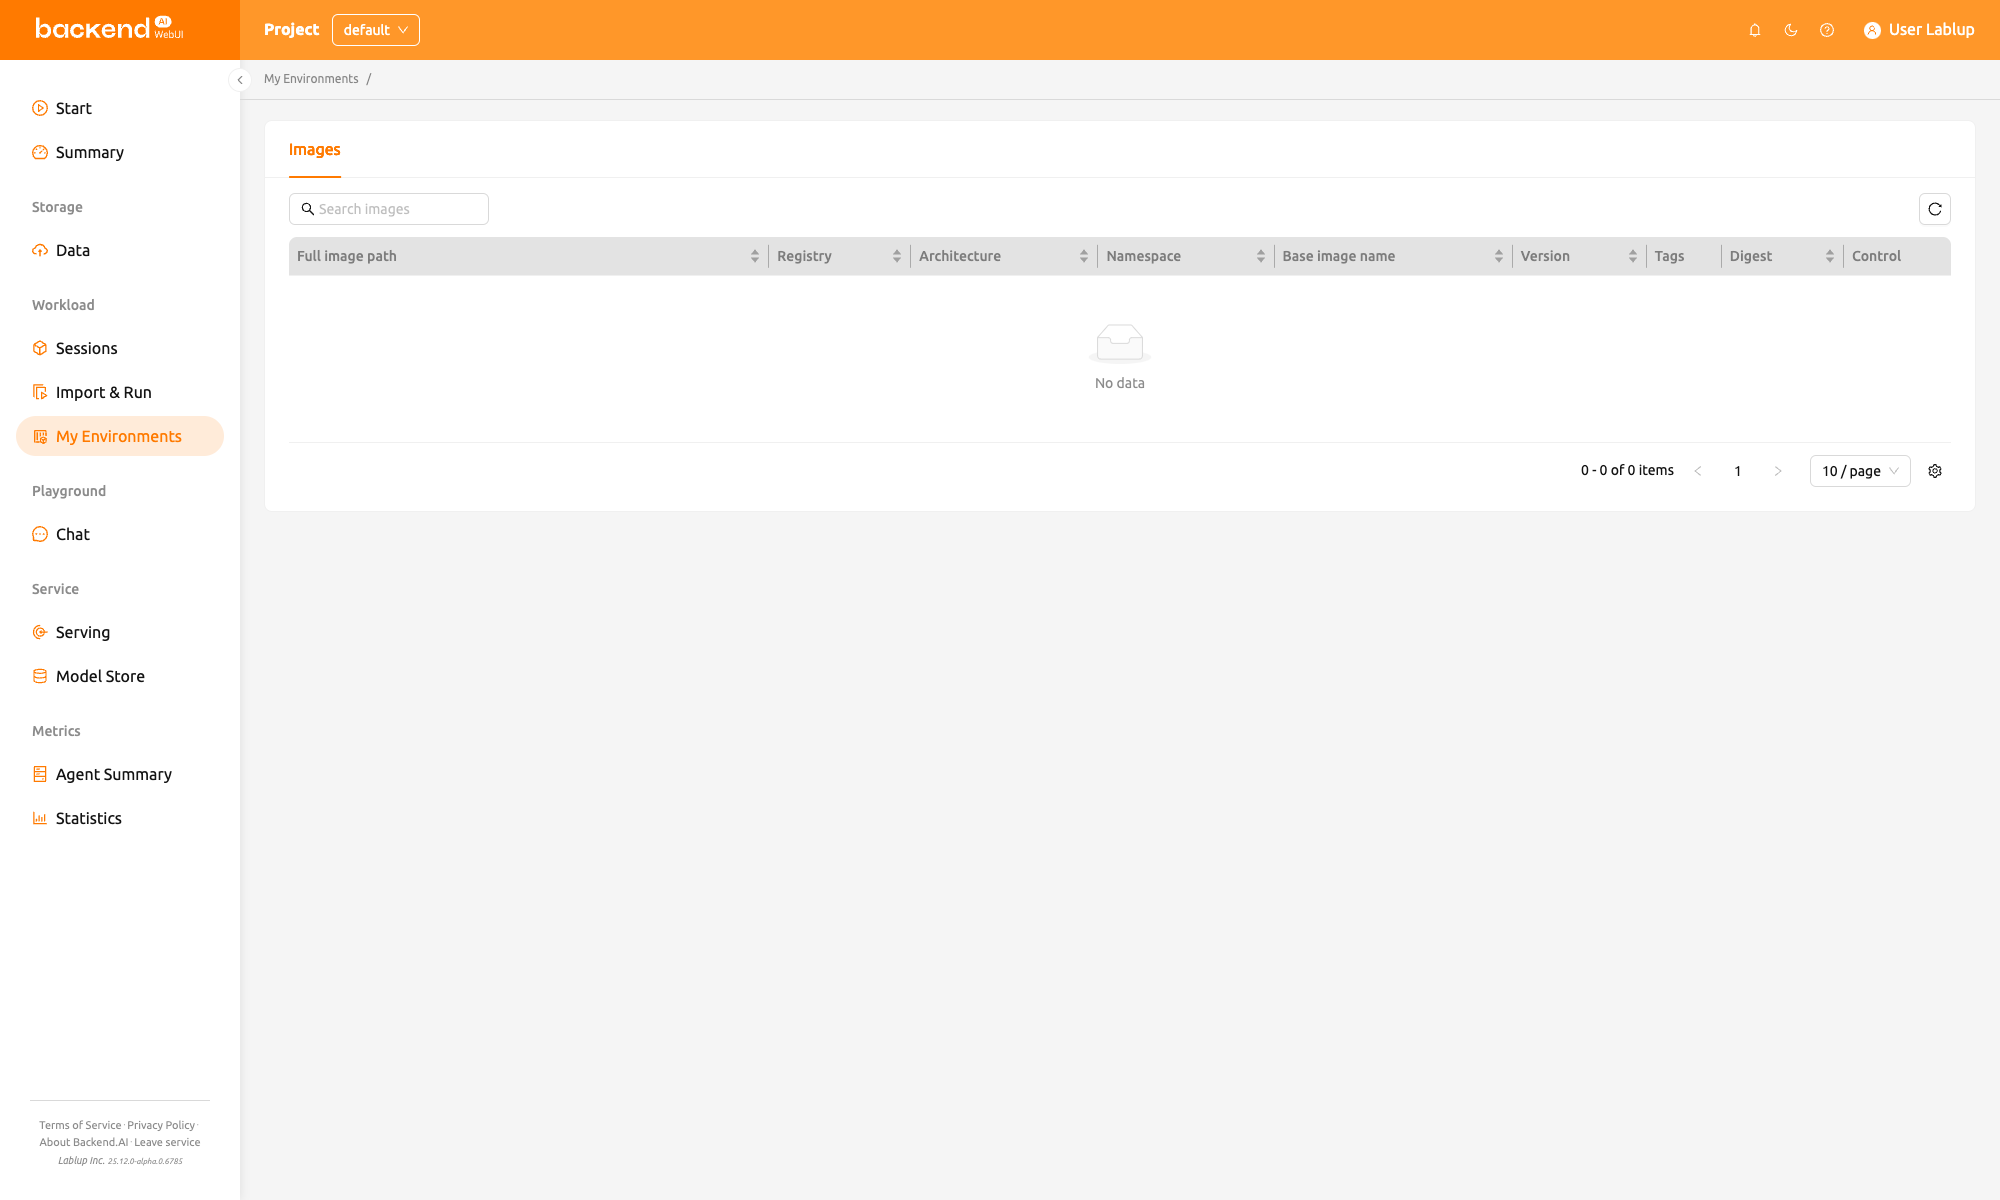 backend AI WebUI
Project default
User Lablup
My Environments /
Start
Summary
Storage
Data
Workload
Sessions
Import & Run
My Environments
Playground
Chat
Service
Serving
Model Store
Metrics
Agent Summary
Statistics
Images
Search images
Full image path Registry Architecture Namespace Base image name Version Tags Digest Control
No data
0 - 0 of 0 items 1 10 / page
Terms of Service · Privacy Policy ·
About Backend.AI · Leave service
Lablup Inc. 25.12.0-alpha.0.6785